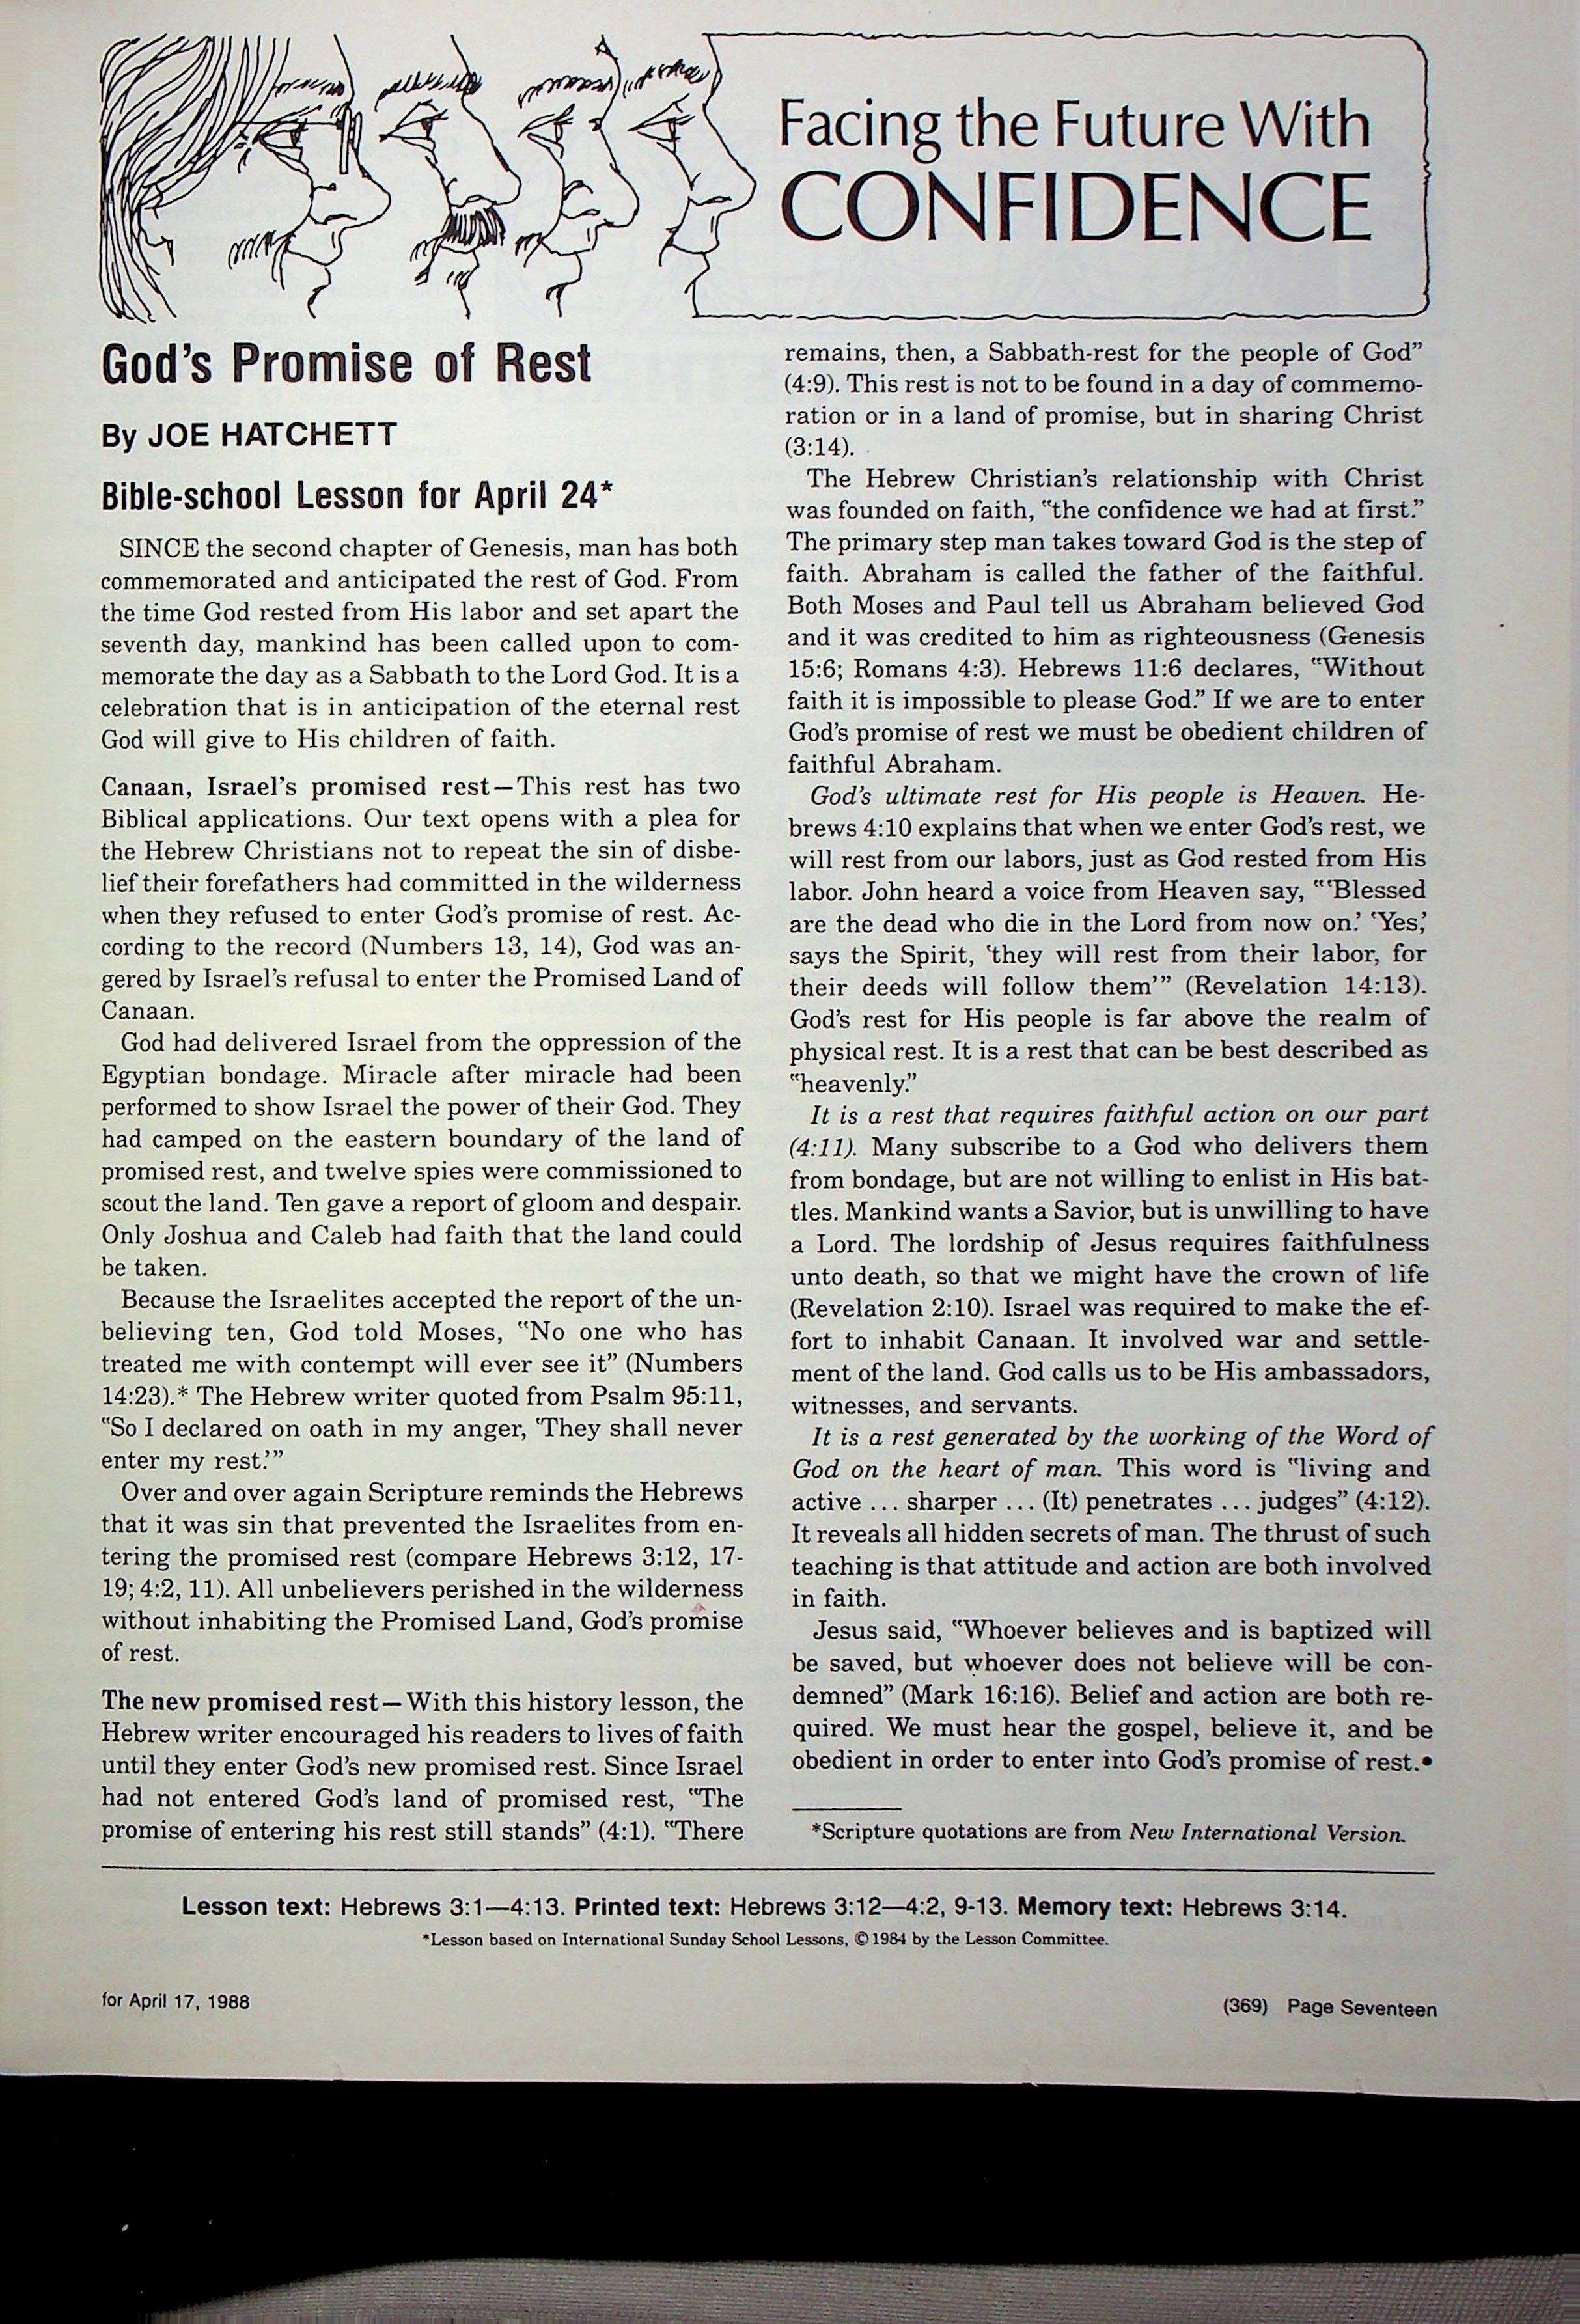 Facing the Future With
CONFIDENCE
God's Promise of Rest
By JOE HATCHETT
Bible-school Lesson for April 24*
SINCE the second chapter of Genesis, man has both
commemorated and anticipated the rest of God. From
the time God rested from His labor and set apart the
seventh day, mankind has been called upon to com-
memorate the day as a Sabbath to the Lord God. It is a
celebration that is in anticipation of the eternal rest
God will give to His children of faith.
Canaan, Israel's promised rest—This rest has two
Biblical applications. Our text opens with a plea for
the Hebrew Christians not to repeat the sin of disbe-
lief their forefathers had committed in the wilderness
when they refused to enter God's promise of rest. Ac-
cording to the record (Numbers 13, 14), God was an-
gered by Israel's refusal to enter the Promised Land of
Canaan.
God had delivered Israel from the oppression of the
Egyptian bondage. Miracle after miracle had been
performed to show Israel the power of their God. They
had camped on the eastern boundary of the land of
promised rest, and twelve spies were commissioned to
scout the land. Ten gave a report of gloom and despair.
Only Joshua and Caleb had faith that the land could
be taken.
Because the Israelites accepted the report of the un-
believing ten, God told Moses, "No one who has
treated me with contempt will ever see it" (Numbers
14:23).* The Hebrew writer quoted from Psalm 95:11,
"So I declared on oath in my anger, 'They shall never
enter my rest.'"
Over and over again Scripture reminds the Hebrews
that it was sin that prevented the Israelites from en-
tering the promised rest (compare Hebrews 3:12, 17-
19; 4:2, 11). All unbelievers perished in the wilderness
without inhabiting the Promised Land, God's promise
of rest.
The new promised rest—With this history lesson, the
Hebrew writer encouraged his readers to lives of faith
until they enter God's new promised rest. Since Israel
had not entered God's land of promised rest, "The
promise of entering his rest still stands" (4:1). "There
remains, then, a Sabbath-rest for the people of God"
(4:9). This rest is not to be found in a day of commemo-
ration or in a land of promise, but in sharing Christ
(3:14).
The Hebrew Christian's relationship with Christ
was founded on faith, "the confidence we had at first."
The primary step man takes toward God is the step of
faith. Abraham is called the father of the faithful.
Both Moses and Paul tell us Abraham believed God
and it was credited to him as righteousness (Genesis
15:6; Romans 4:3). Hebrews 11:6 declares, "Without
faith it is impossible to please God." If we are to enter
God's promise of rest we must be obedient children of
faithful Abraham.
God's ultimate rest for His people is Heaven. He-
brews 4:10 explains that when we enter God's rest, we
will rest from our labors, just as God rested from His
labor. John heard a voice from Heaven say, "'Blessed
are the dead who die in the Lord from now on.' 'Yes,'
says the Spirit, 'they will rest from their labor, for
their deeds will follow them'" (Revelation 14:13).
God's rest for His people is far above the realm of
physical rest. It is a rest that can be best described as
"heavenly."
It is a rest that requires faithful action on our part
(4:11). Many subscribe to a God who delivers them
from bondage, but are not willing to enlist in His bat-
tles. Mankind wants a Savior, but is unwilling to have
a Lord. The lordship of Jesus requires faithfulness
unto death, so that we might have the crown of life
(Revelation 2:10). Israel was required to make the ef-
fort to inhabit Canaan. It involved war and settle-
ment of the land. God calls us to be His ambassadors,
witnesses, and servants.
It is a rest generated by the working of the Word of
God on the heart of man. This word is "living and
active ... sharper ... (It) penetrates ... judges" (4:12).
It reveals all hidden secrets of man. The thrust of such
teaching is that attitude and action are both involved
in faith.
Jesus said, "Whoever believes and is baptized will
be saved, but whoever does not believe will be con-
demned" (Mark 16:16). Belief and action are both re-
quired. We must hear the gospel, believe it, and be
obedient in order to enter into God's promise of rest.•
*Scripture quotations are from New International Version.
Lesson text: Hebrews 3:1—4:13. Printed text: Hebrews 3:12—4:2, 9-13. Memory text: Hebrews 3:14.
*Lesson based on International Sunday School Lessons, © 1984 by the Lesson Committee.
for April 17, 1988
(369) Page Seventeen